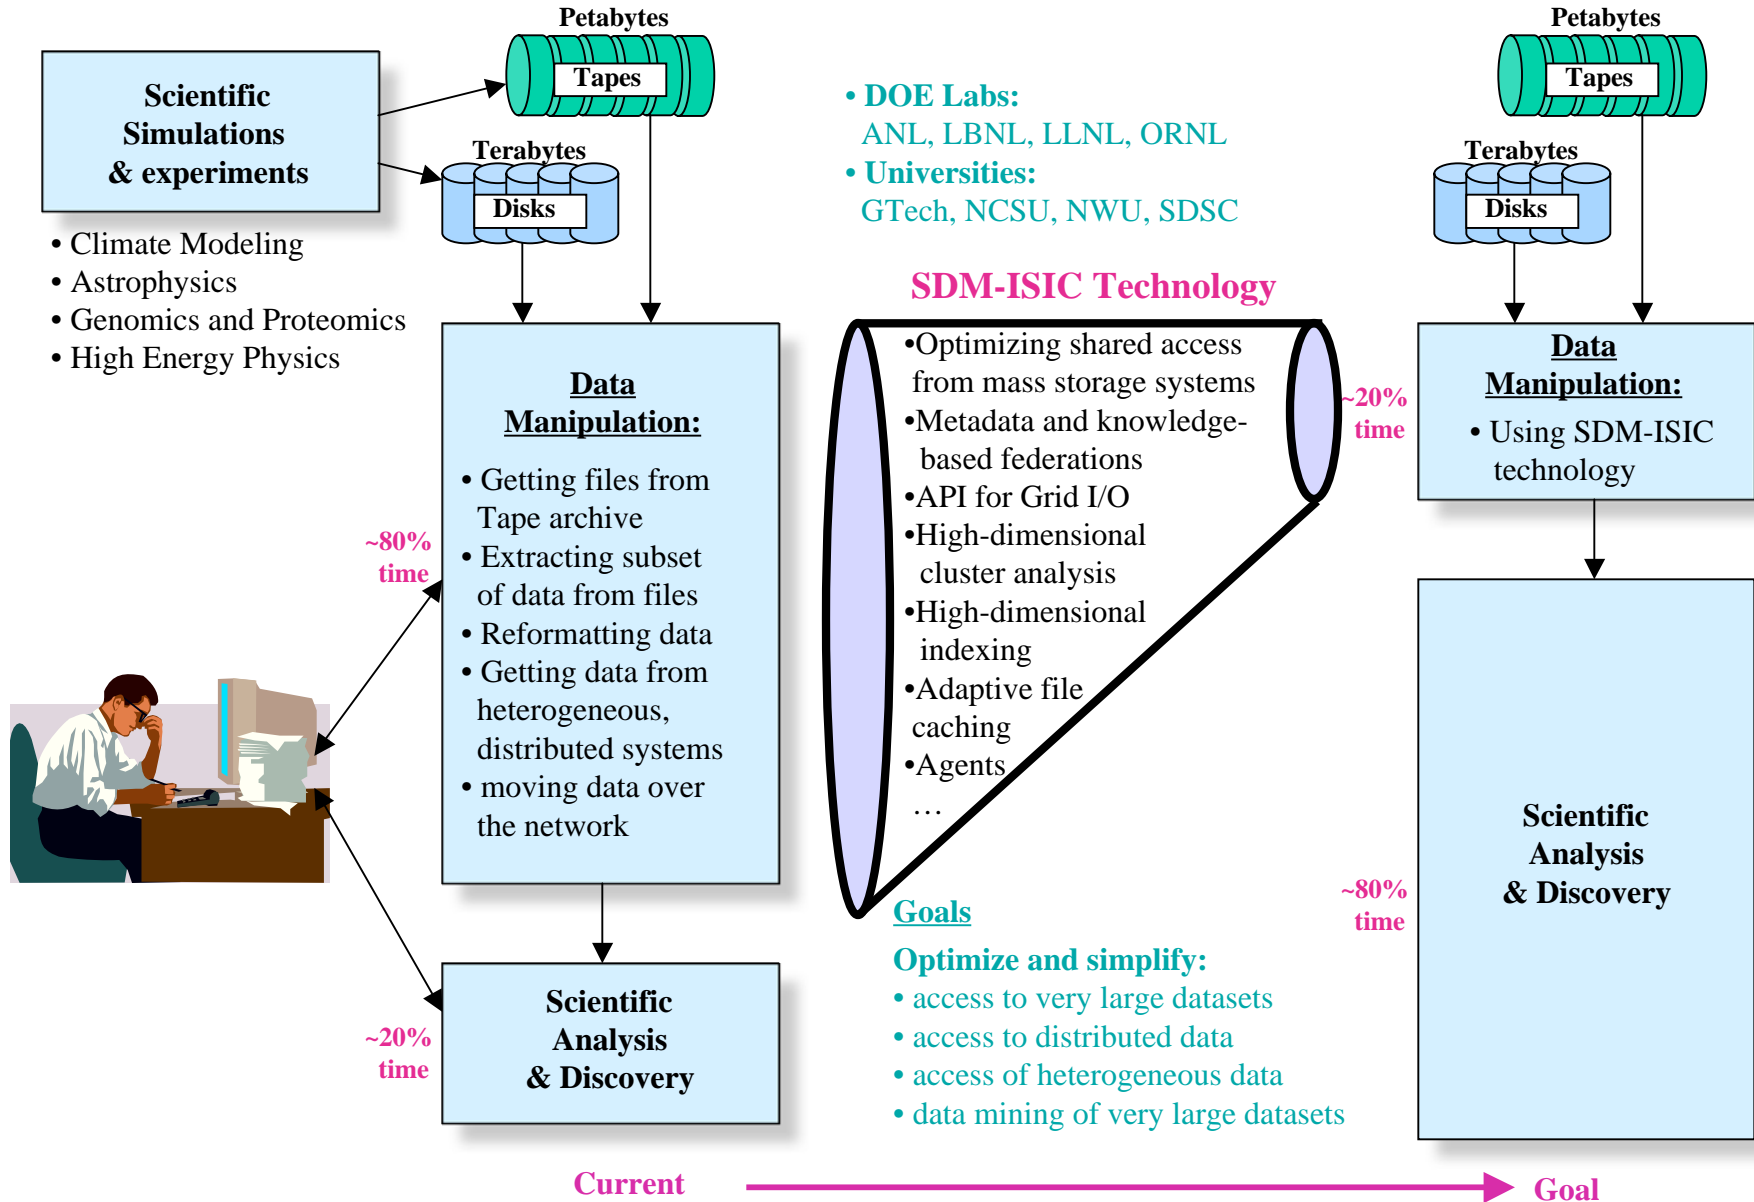 Petabytes
Tapes
Scientific
Simulations
& experiments
Terabytes
Disks
• Climate Modeling
• Astrophysics
• Genomics and Proteomics
• High Energy Physics
Data
Manipulation:
• Getting files from
Tape archive
• Extracting subset
of data from files
• Reformatting data
• Getting data from
heterogeneous,
distributed systems
• moving data over
the network
~80%
time
Scientific
Analysis
& Discovery
~20%
time
• DOE Labs:
ANL, LBNL, LLNL, ORNL
• Universities:
GTech, NCSU, NWU, SDSC
SDM-ISIC Technology
•Optimizing shared access
from mass storage systems
•Metadata and knowledge-
based federations
•API for Grid I/O
•High-dimensional
cluster analysis
•High-dimensional
indexing
•Adaptive file
caching
•Agents
…
Goals
Optimize and simplify:
• access to very large datasets
• access to distributed data
• access of heterogeneous data
• data mining of very large datasets
Petabytes
Tapes
Terabytes
Disks
~20%
time
Data
Manipulation:
• Using SDM-ISIC
technology
~80%
time
Scientific
Analysis
& Discovery
Current
Goal